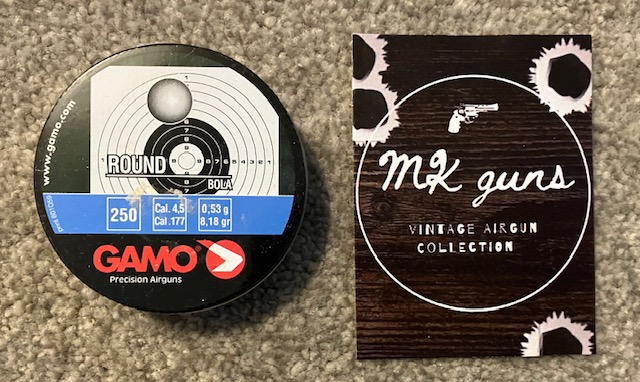 www.gamo.com
ROUND
BOLA
250
Cal. 4,5
Cal .177
0,53 g
8,18 gr
GAMO
Precision Airguns
MK guns
VINTAGE AIRGUN
COLLECTION